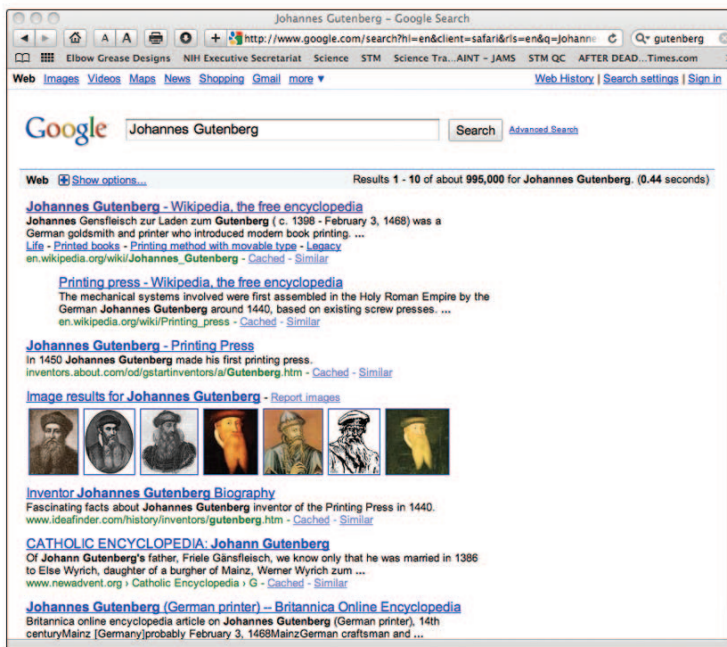 Johannes Gutenberg - Google Search
A A http://www.google.com/search?hl=en&client=safari&rls=en&q=Johanne gutenberg
Elbow Grease Designs NIH Executive Secretariat Science STM Science Tra...AINT - JAMS STM QC AFTER DEAD...Times.com
Web Images Videos Maps News Shopping Gmail more ▼ Web History | Search settings | Sign in
Google Johannes Gutenberg Search Advanced Search
Web Show options... Results 1 - 10 of about 995,000 for Johannes Gutenberg. (0.44 seconds)
Johannes Gutenberg - Wikipedia, the free encyclopedia
Johannes Gensfleisch zur Laden zum Gutenberg ( c. 1398 - February 3, 1468) was a
German goldsmith and printer who introduced modern book printing. ...
Life - Printed books - Printing method with movable type - Legacy
en.wikipedia.org/wiki/Johannes_Gutenberg - Cached - Similar
Printing press - Wikipedia, the free encyclopedia
The mechanical systems involved were first assembled in the Holy Roman Empire by the
German Johannes Gutenberg around 1440, based on existing screw presses. ...
en.wikipedia.org/wiki/Printing_press - Cached - Similar
Johannes Gutenberg - Printing Press
In 1450 Johannes Gutenberg made his first printing press.
inventors.about.com/od/gstartinventors/a/Gutenberg.htm - Cached - Similar
Image results for Johannes Gutenberg - Report images
Inventor Johannes Gutenberg Biography
Fascinating facts about Johannes Gutenberg inventor of the Printing Press in 1440.
www.ideafinder.com/history/inventors/gutenberg.htm - Cached - Similar
CATHOLIC ENCYCLOPEDIA: Johann Gutenberg
Of Johann Gutenberg's father, Friele Gänsfleisch, we know only that he was married in 1386
to Else Wyrich, daughter of a burgher of Mainz, Werner Wyrich zum ...
www.newadvent.org › Catholic Encyclopedia › G - Cached - Similar
Johannes Gutenberg (German printer) -- Britannica Online Encyclopedia
Britannica online encyclopedia article on Johannes Gutenberg (German printer), 14th
centuryMainz [Germany]probably February 3, 1468MainzGerman craftsman and ...